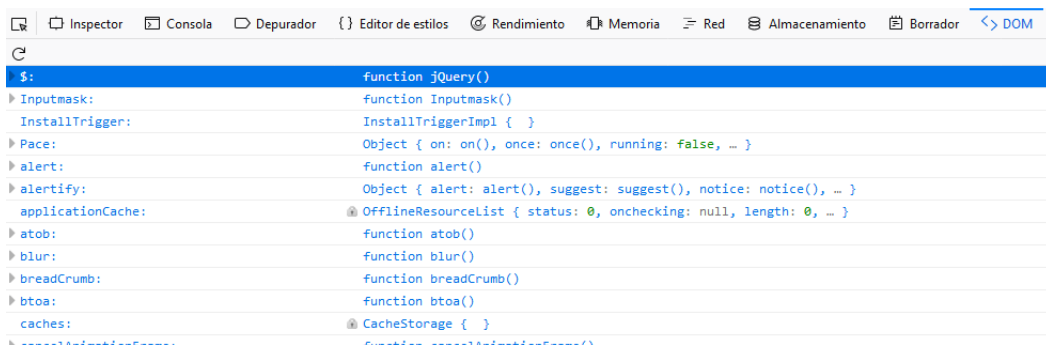 Inspector Consola Depurador {} Editor de estilos Rendimiento Memoria Red Almacenamiento Borrador DOM
$: function jQuery()
Inputmask: function Inputmask()
InstallTrigger: InstallTriggerImpl { }
Pace: Object { on: on(), once: once(), running: false, … }
alert: function alert()
alertify: Object { alert: alert(), suggest: suggest(), notice: notice(), … }
applicationCache: OfflineResourceList { status: 0, onchecking: null, length: 0, … }
atob: function atob()
blur: function blur()
breadCrumb: function breadCrumb()
btoa: function btoa()
caches: CacheStorage { }
cancelAnimationFrame: function cancelAnimationFrame()